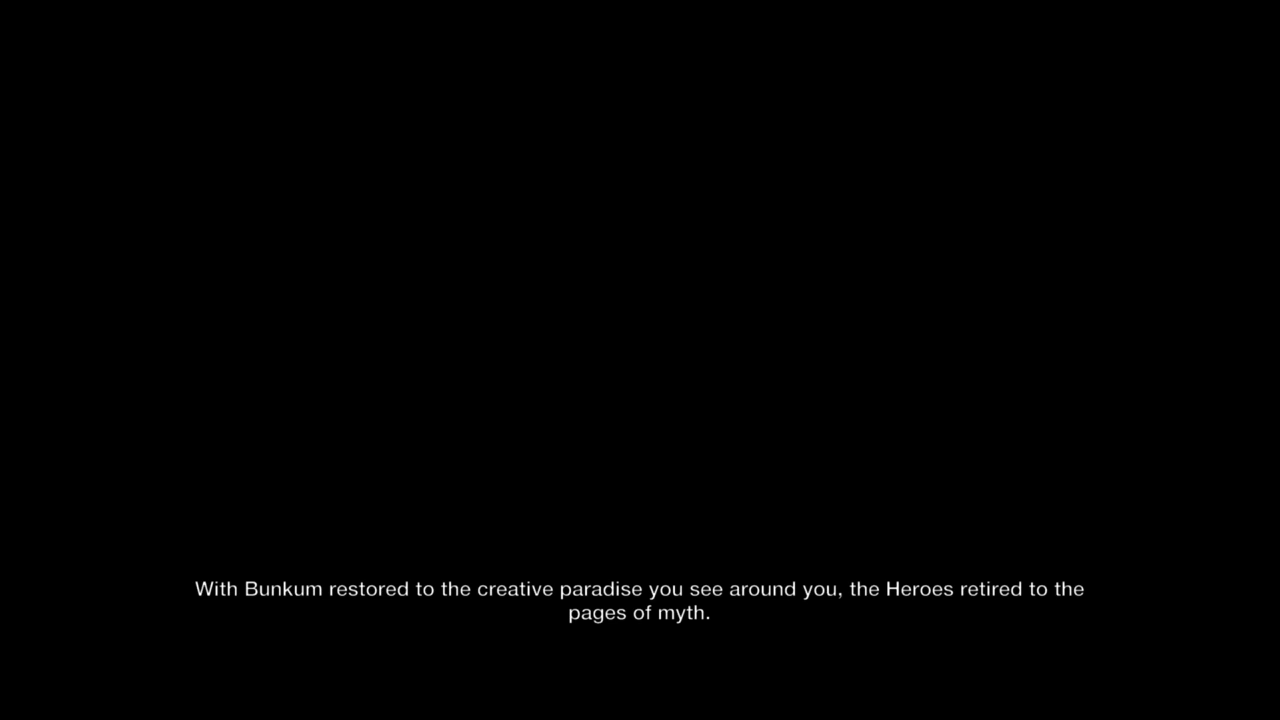 With Bunkum restored to the creative paradise you see around you, the Heroes retired to the
pages of myth.